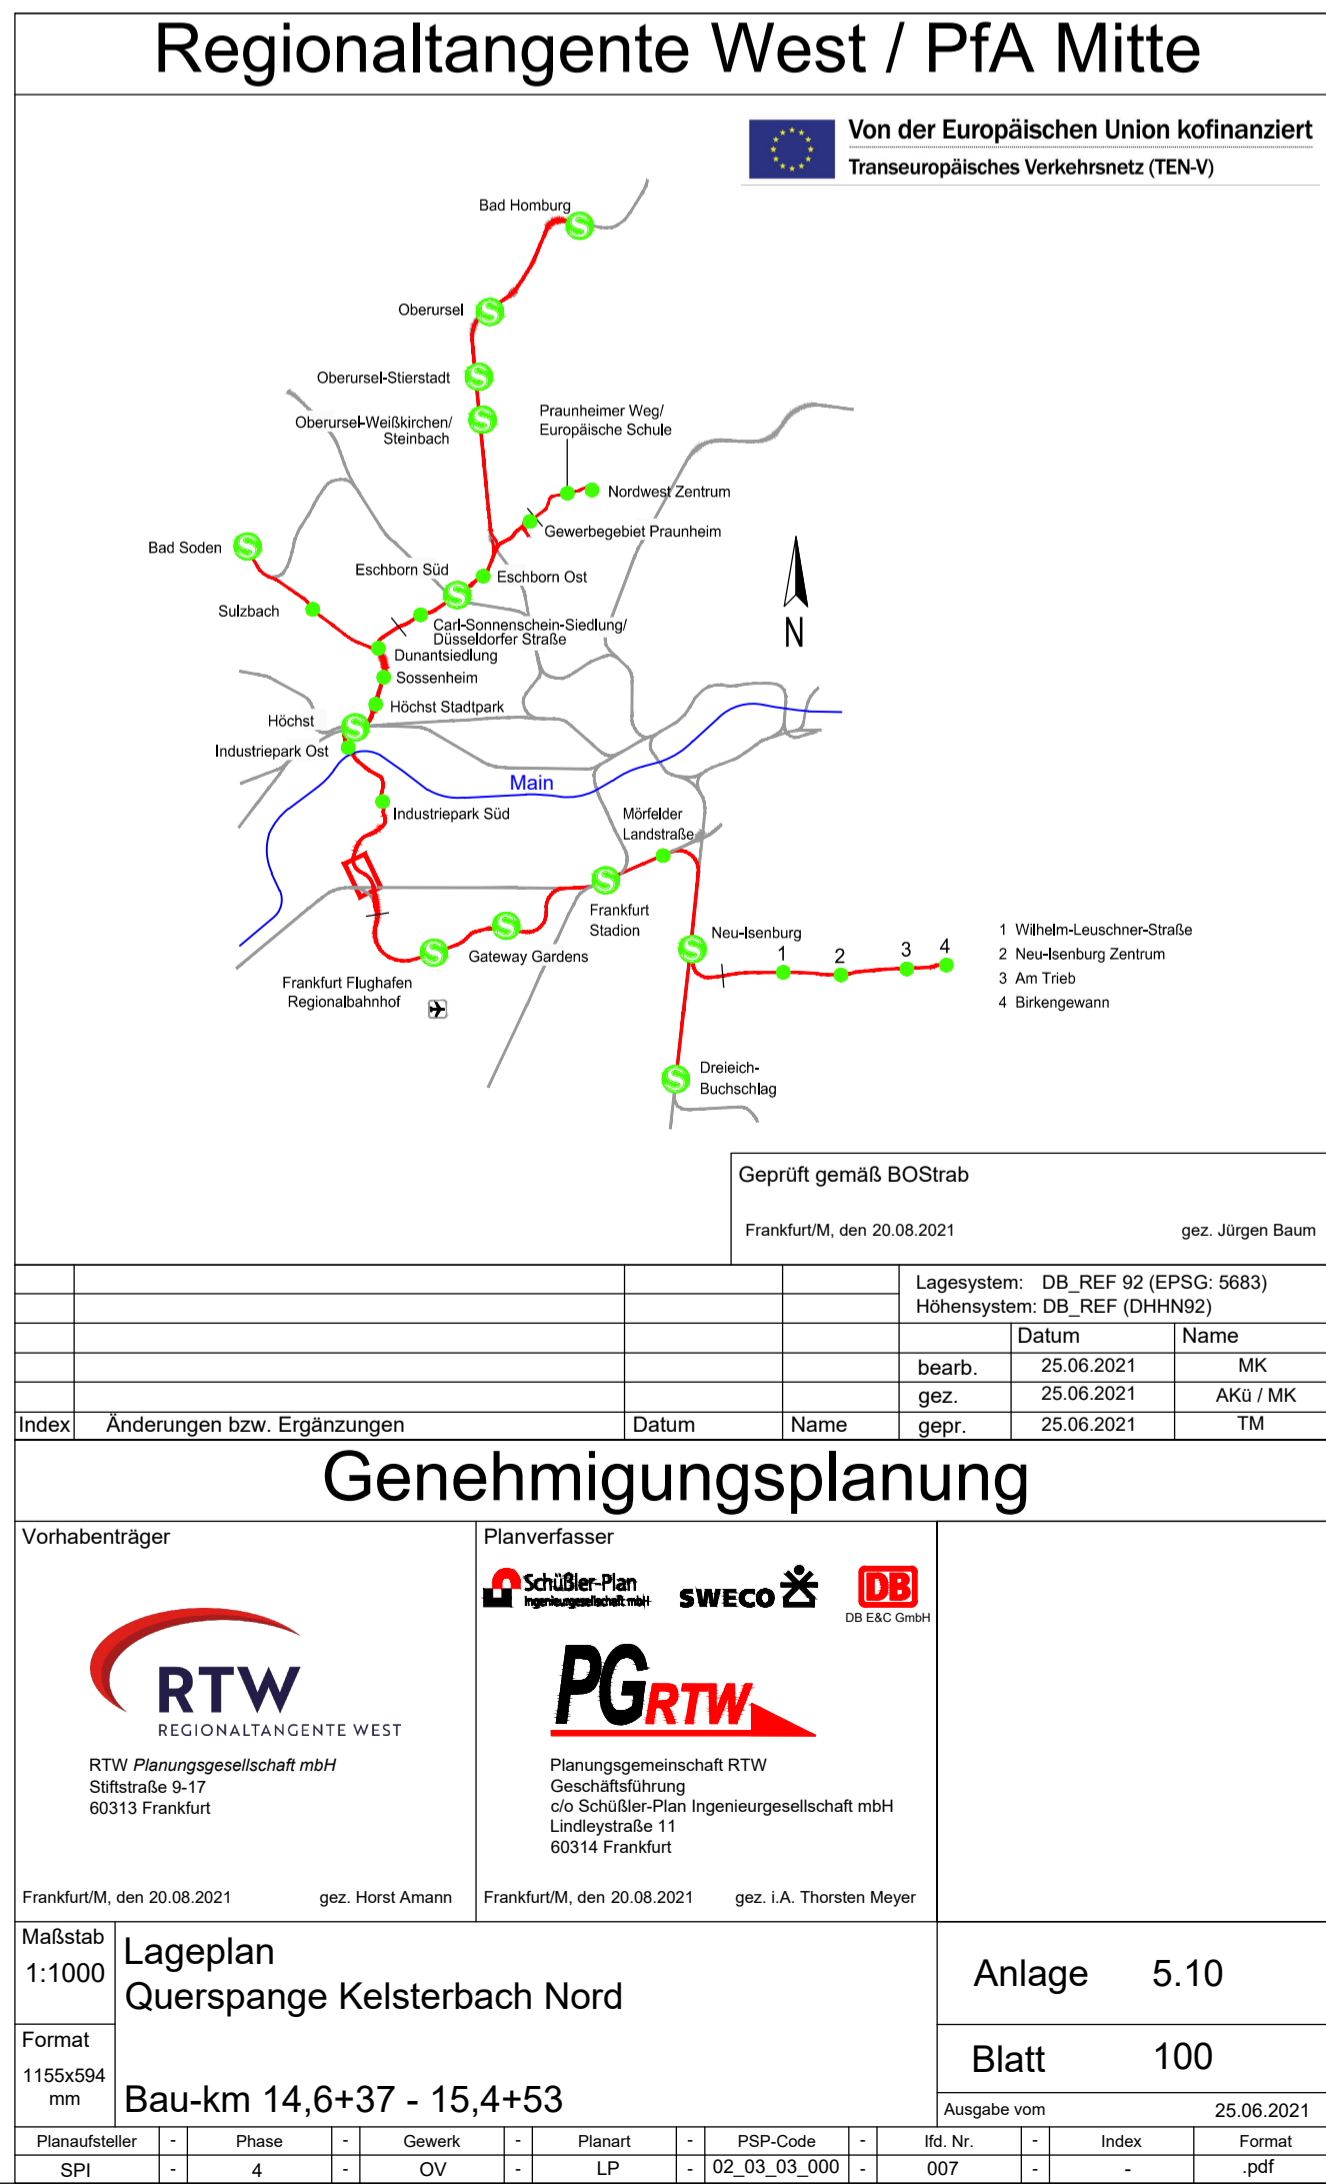 Regionaltangente West / PfA Mitte
Von der Europäischen Union kofinanziert
Transeuropäisches Verkehrsnetz (TEN-V)
Bad Homburg
Oberursel
Oberursel-Stierstadt
Oberursel-Weißkirchen/
Steinbach
Praunheimer Weg/
Europäische Schule
Nordwest Zentrum
Gewerbegebiet Praunheim
Bad Soden
Eschborn Süd
Eschborn Ost
Sulzbach
Carl-Sonnenschein-Siedlung/
Düsseldorfer Straße
Dunantsiedlung
Sossenheim
Höchst Stadtpark
Höchst
Industriepark Ost
N
Main
Industriepark Süd
Mörfelder
Landstraße
Frankfurt
Stadion
Neu-Isenburg
Gateway Gardens
Frankfurt Flughafen
Regionalbahnhof
1 2 3 4
1 Wilhelm-Leuschner-Straße
2 Neu-Isenburg Zentrum
3 Am Trieb
4 Birkengewann
Dreieich-
Buchschlag
Geprüft gemäß BOStrab
Frankfurt/M, den 20.08.2021 gez. Jürgen Baum
Lagesystem: DB_REF 92 (EPSG: 5683)
Höhensystem: DB_REF (DHHN92)
Datum Name
bearb. 25.06.2021 MK
gez. 25.06.2021 AKü / MK
Index Änderungen bzw. Ergänzungen Datum Name gepr. 25.06.2021 TM
Genehmigungsplanung
Vorhabenträger
RTW
REGIONALTANGENTE WEST
RTW Planungsgesellschaft mbH
Stiftstraße 9-17
60313 Frankfurt
Frankfurt/M, den 20.08.2021 gez. Horst Amann
Planverfasser
Schüßler-Plan
Ingenieurgesellschaft mbH
SWECO
DB
DB E&C GmbH
PG RTW
Planungsgemeinschaft RTW
Geschäftsführung
c/o Schüßler-Plan Ingenieurgesellschaft mbH
Lindleystraße 11
60314 Frankfurt
Frankfurt/M, den 20.08.2021 gez. i.A. Thorsten Meyer
Maßstab
1:1000
Format
1155x594
mm
Lageplan
Querspange Kelsterbach Nord
Bau-km 14,6+37 - 15,4+53
Anlage 5.10
Blatt 100
Ausgabe vom 25.06.2021
Planaufsteller - Phase - Gewerk - Planart - PSP-Code - lfd. Nr. - Index Format
SPI - 4 - OV - LP - 02_03_03_000 - 007 - - .pdf